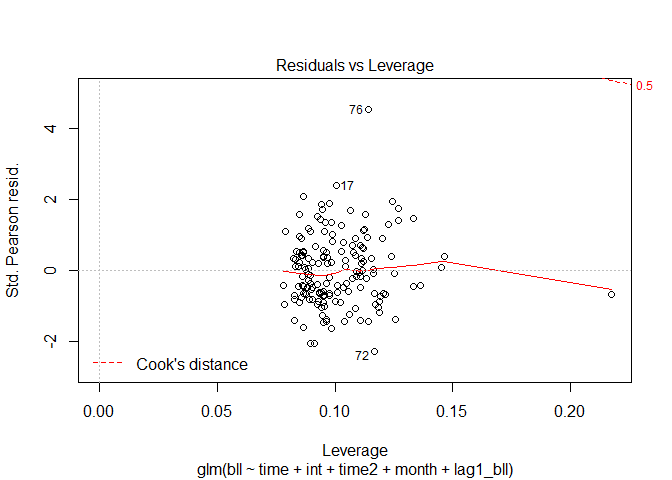 Residuals vs Leverage
0.5
76
17
72
4
2
0
-2
Std. Pearson resid.
Cook's distance
0.00
0.05
0.10
0.15
0.20
Leverage
glm(bll ~ time + int + time2 + month + lag1_bll)